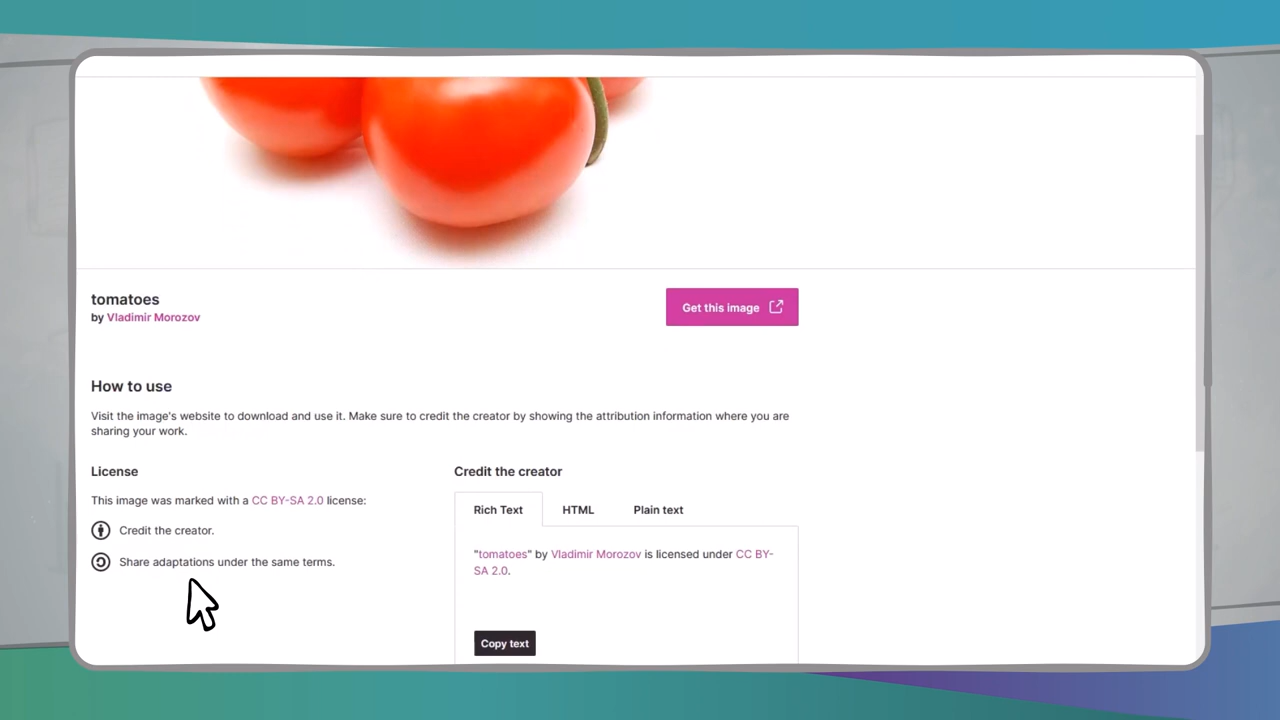 tomatoes
by Vladimir Morozov
Get this image
How to use
Visit the image's website to download and use it. Make sure to credit the creator by showing the attribution information where you are
sharing your work.
License
This image was marked with a CC BY-SA 2.0 license:
Credit the creator.
Share adaptations under the same terms.
Credit the creator
Rich Text HTML Plain text
"tomatoes" by Vladimir Morozov is licensed under CC BY-
SA 2.0.
Copy text